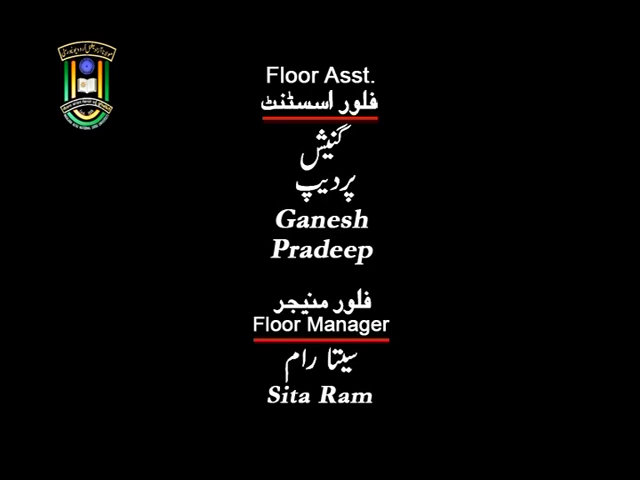 Floor Asst.
فلور اسسٹنٹ
گنیش
پردیپ
Ganesh
Pradeep
فلور منیجر
Floor Manager
سیتا رام
Sita Ram